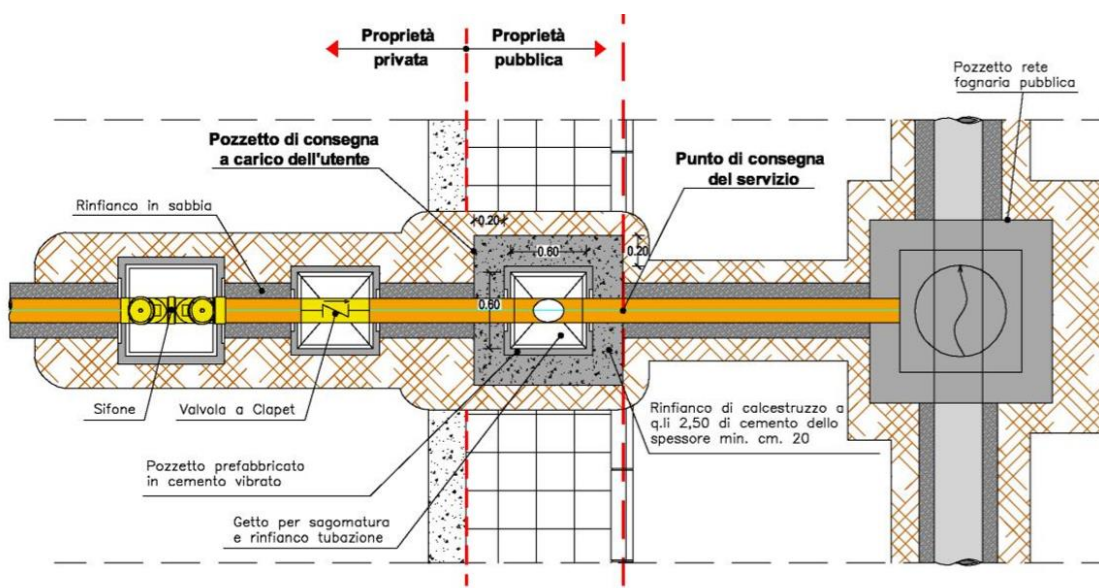 Proprietà
privata
Proprietà
pubblica
Pozzetto rete
fognaria pubblica
Pozzetto di consegna
a carico dell'utente
Punto di consegna
del servizio
Rinfianco in sabbia
0.20
0.60
0.20
0.60
Sifone
Valvola a Clapet
Rinfianco di calcestruzzo a
q.li 2,50 di cemento dello
spessore min. cm. 20
Pozzetto prefabbricato
in cemento vibrato
Getto per sagomatura
e rinfianco tubazione